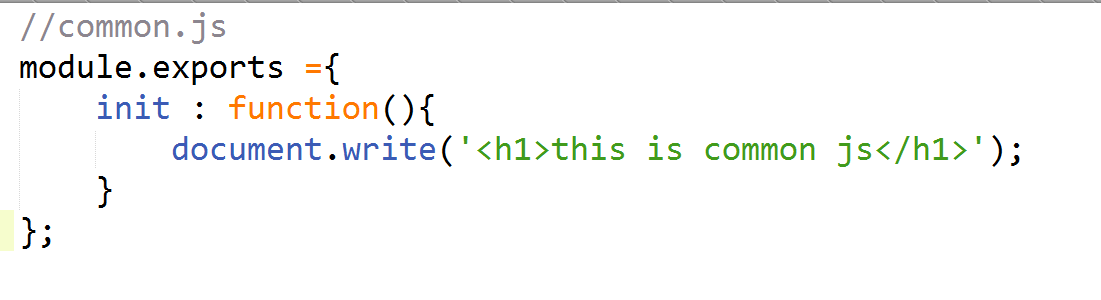 //common.js
module.exports ={
    init : function(){
        document.write('<h1>this is common js</h1>');
    }
};